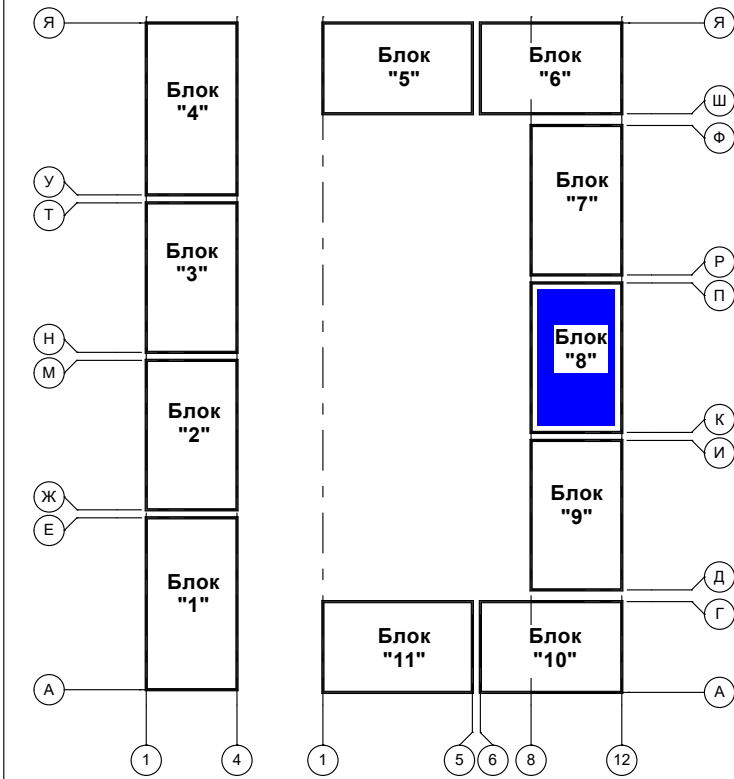 Я
Я
Блок
"4"
Блок
"5"
Блок
"6"
Ш
Ф
У
Т
Блок
"7"
Блок
"3"
Р
П
Н
М
Блок
"8"
Блок
"2"
К
И
Ж
Е
Блок
"9"
Блок
"1"
Д
Г
Блок
"11"
Блок
"10"
А
А
1
4
1
5
6
8
12